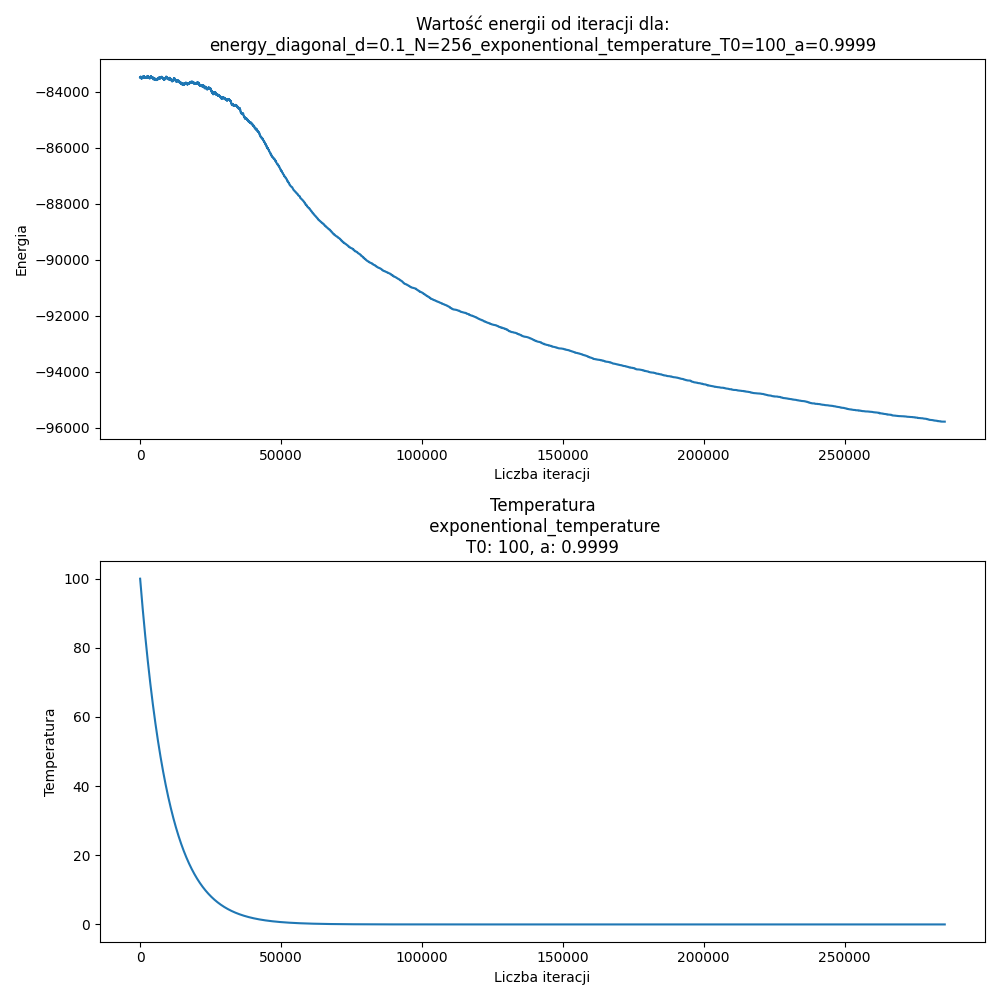 Wartość energii od iteracji dla:
energy_diagonal_d=0.1_N=256_exponentional_temperature_T0=100_a=0.9999
−84000
−86000
−88000
−90000
−92000
−94000
−96000
Energia
0 50000 100000 150000 200000 250000
Liczba iteracji
Temperatura
exponentional_temperature
T0: 100, a: 0.9999
100
80
60
40
20
0
Temperatura
0 50000 100000 150000 200000 250000
Liczba iteracji